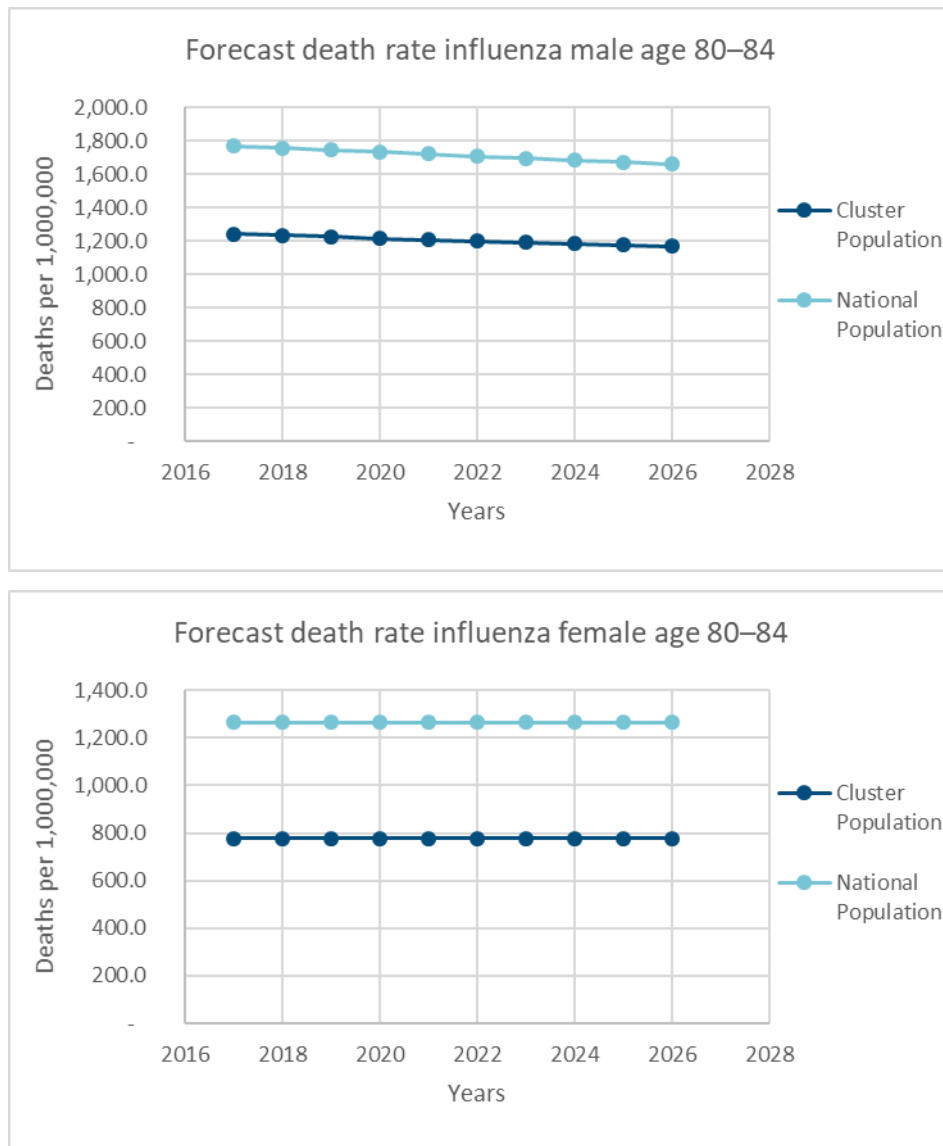 Forecast death rate influenza male age 80–84
2,000.0
1,800.0
1,600.0
1,400.0
1,200.0
1,000.0
800.0
600.0
400.0
200.0
-
Deaths per 1,000,000
2016 2018 2020 2022 2024 2026 2028
Years
Cluster
Population
National
Population
Forecast death rate influenza female age 80–84
1,400.0
1,200.0
1,000.0
800.0
600.0
400.0
200.0
-
Deaths per 1,000,000
2016 2018 2020 2022 2024 2026 2028
Years
Cluster
Population
National
Population